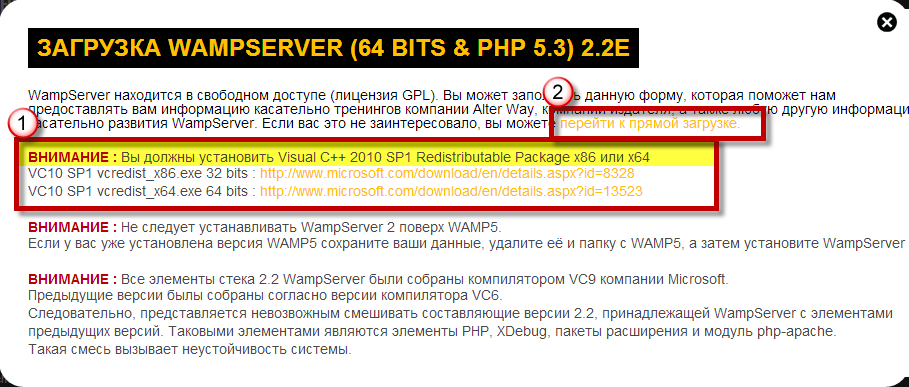 ЗАГРУЗКА WAMPSERVER (64 BITS & PHP 5.3) 2.2E
WampServer находится в свободном доступе (лицензия GPL). Вы может данную форму, которая поможет нам
предоставлять вам информацию касательно тренингов компании Alter Way, компании издателя, а также любую другую информаци
2
1
касательно развития WampServer. Если вас это не заинтересовало, вы можете перейти к прямой загрузке.
ВНИМАНИЕ : Вы должны установить Visual C++ 2010 SP1 Redistributable Package x86 или x64
VC10 SP1 vcredist_x86.exe 32 bits : http://www.microsoft.com/download/en/details.aspx?id=8328
VC10 SP1 vcredist_x64.exe 64 bits : http://www.microsoft.com/download/en/details.aspx?id=13523
ВНИМАНИЕ : Не следует устанавливать WampServer 2 поверх WAMP5.
Если у вас уже установлена версия WAMP5 сохраните ваши данные, удалите её и папку с WAMP5, а затем установите WampServer
ВНИМАНИЕ : Все элементы стека 2.2 WampServer были собраны компилятором VC9 компании Microsoft.
Предыдущие версии былы собраны согласно версии компилятора VC6.
Следовательно, представляется невозвожным смешивать составляющие версии 2.2, принадлежащей WampServer с элементами
предыдущих версий. Таковыми элементами являются элементы PHP, XDebug, пакеты расширения и модуль php-apache.
Такая смесь вызывает неустойчивость системы.